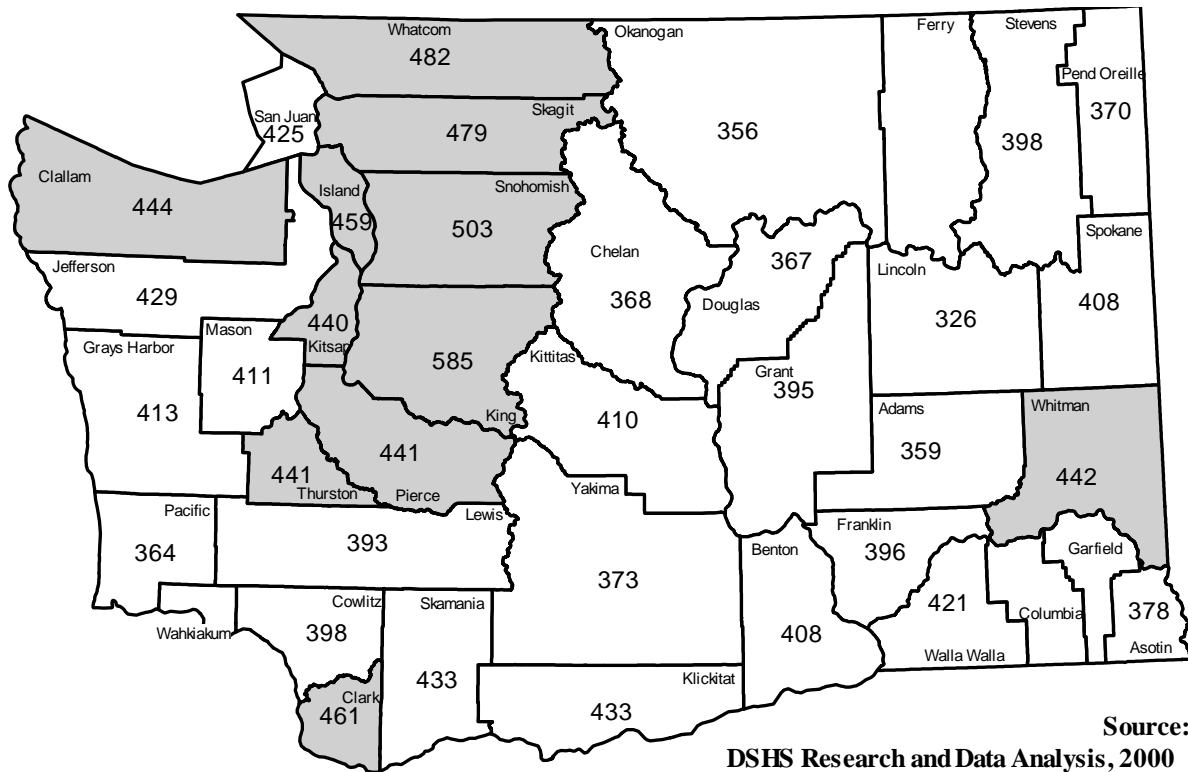 Whatcom
482
Okanogan
356
Ferry
Stevens
398
Pend Oreille
370
San Juan
425
Skagit
479
Clallam
444
Island
459
Snohomish
503
Chelan
368
Douglas
367
Lincoln
326
Spokane
408
Jefferson
429
Kitsap
440
Mason
411
Grays Harbor
413
King
585
Kittitas
410
Grant
395
Adams
359
Whitman
442
Thurston
441
Pierce
441
Pacific
364
Lewis
393
Yakima
373
Benton
408
Franklin
396
Walla Walla
421
Columbia
Garfield
Asotin
378
Wahkiakum
Cowlitz
398
Skamania
433
Clark
461
Klickitat
433
Source:
DSHS Research and Data Analysis, 2000